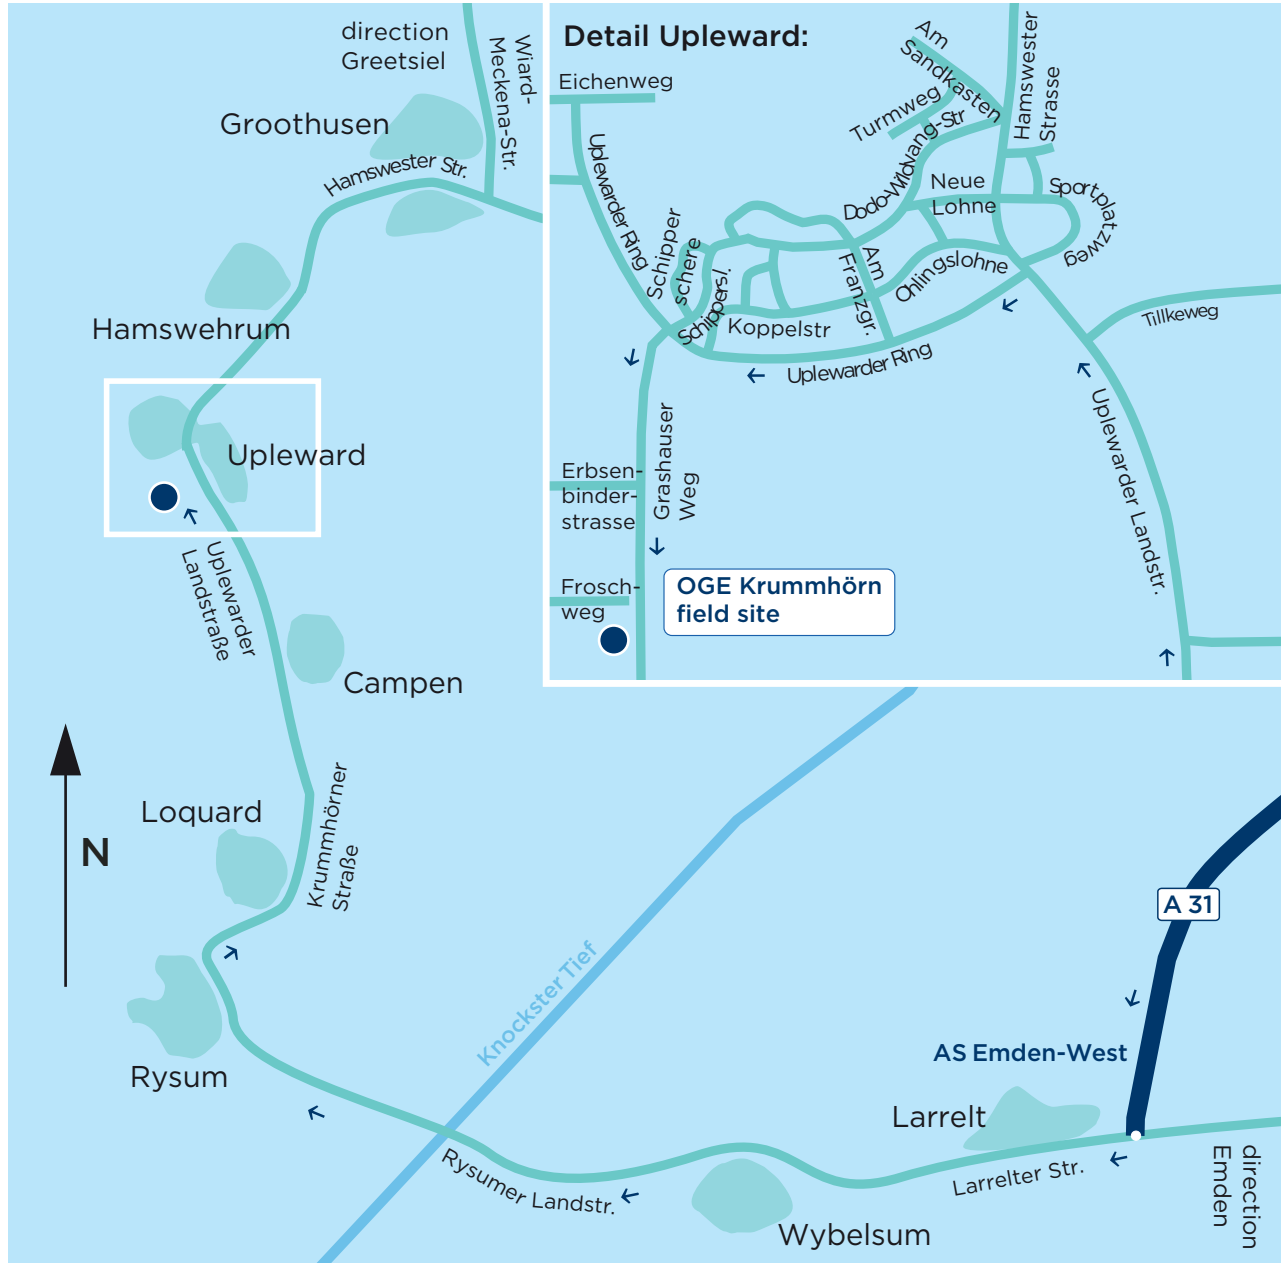 direction
Greetsiel
Wiard-
Meckena-Str.
Groothusen
Hamswester Str.
Hamswehrum
Upleward
Uplewarder
Landstraße
Campen
Loquard
Krummhörner
Straße
N
Rysum
Knockster Tief
Rysumer Landstr.
Wybelsum
Larrelt
Larrelter Str.
AS Emden-West
A 31
direction
Emden
Detail Upleward:
Eichenweg
Uplewarder Ring
Am
Sandkasten
Turmweg
Dodo-Wildvang-Str
Hamswester
Strasse
Neue
Lohne
Sportplatzweg
Schipper
schere
Schippersl.
Koppelstr
Am
Franzgr.
Ohlingslohne
Uplewarder Ring
Tillkeweg
Uplewarder Landstr.
Grashauser
Weg
Erbsen-
binder-
strasse
Frosch-
weg
OGE Krummhörn
field site